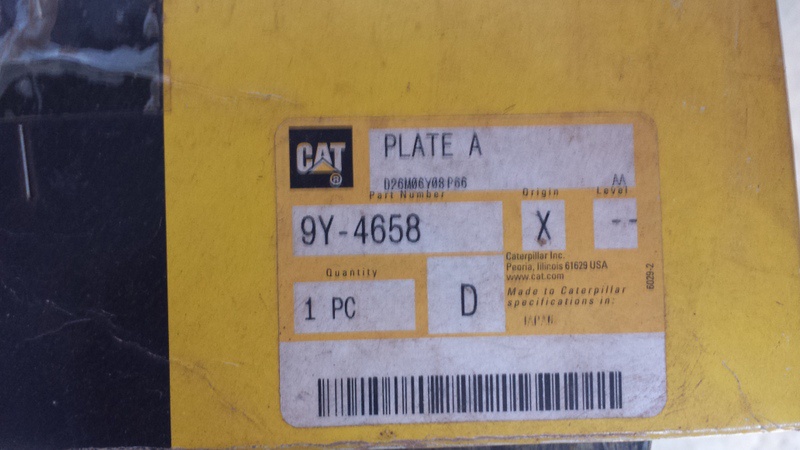 CAT®
PLATE A
D26M06Y08P66 AA
Part Number Origin Level
9Y-4658 X --
Quantity
1 PC
D
Caterpillar Inc.
Peoria, Illinois 61629 USA
www.cat.com
Made to Caterpillar
specifications in:
JAPAN
6029-2